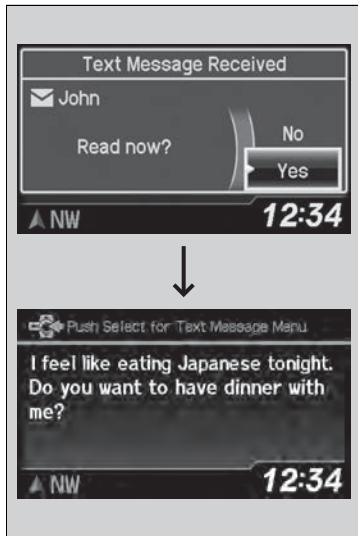 Text Message Received
John
Read now?
No
Yes
NW
12:34
Push Select for Text Message Menu
I feel like eating Japanese tonight.
Do you want to have dinner with
me?
NW
12:34